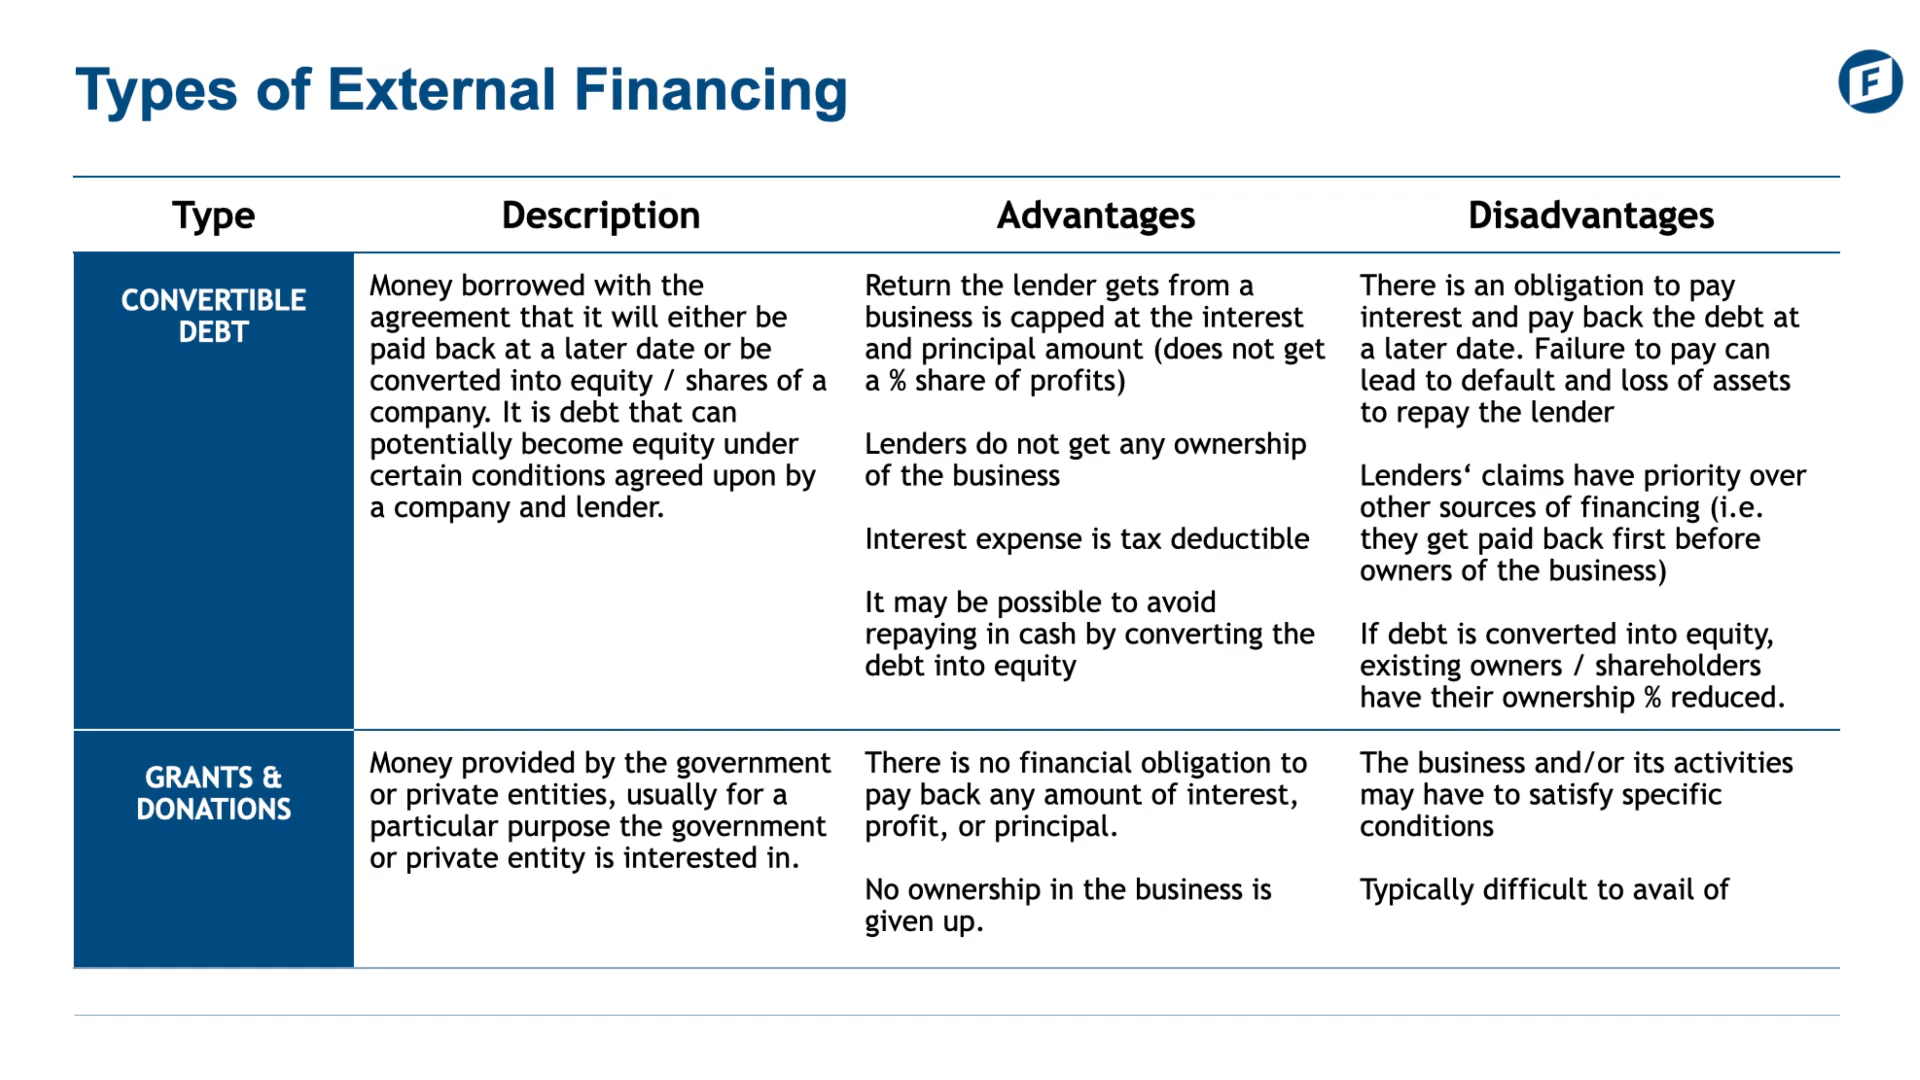 Types of External Financing
F
Type
Description
Advantages
Disadvantages
CONVERTIBLE
DEBT
Money borrowed with the
agreement that it will either be
paid back at a later date or be
converted into equity / shares of a
company. It is debt that can
potentially become equity under
certain conditions agreed upon by
a company and lender.
Return the lender gets from a
business is capped at the interest
and principal amount (does not get
a % share of profits)
Lenders do not get any ownership
of the business
Interest expense is tax deductible
It may be possible to avoid
repaying in cash by converting the
debt into equity
There is an obligation to pay
interest and pay back the debt at
a later date. Failure to pay can
lead to default and loss of assets
to repay the lender
Lenders‘ claims have priority over
other sources of financing (i.e.
they get paid back first before
owners of the business)
If debt is converted into equity,
existing owners / shareholders
have their ownership % reduced.
GRANTS &
DONATIONS
Money provided by the government
or private entities, usually for a
particular purpose the government
or private entity is interested in.
There is no financial obligation to
pay back any amount of interest,
profit, or principal.
No ownership in the business is
given up.
The business and/or its activities
may have to satisfy specific
conditions
Typically difficult to avail of